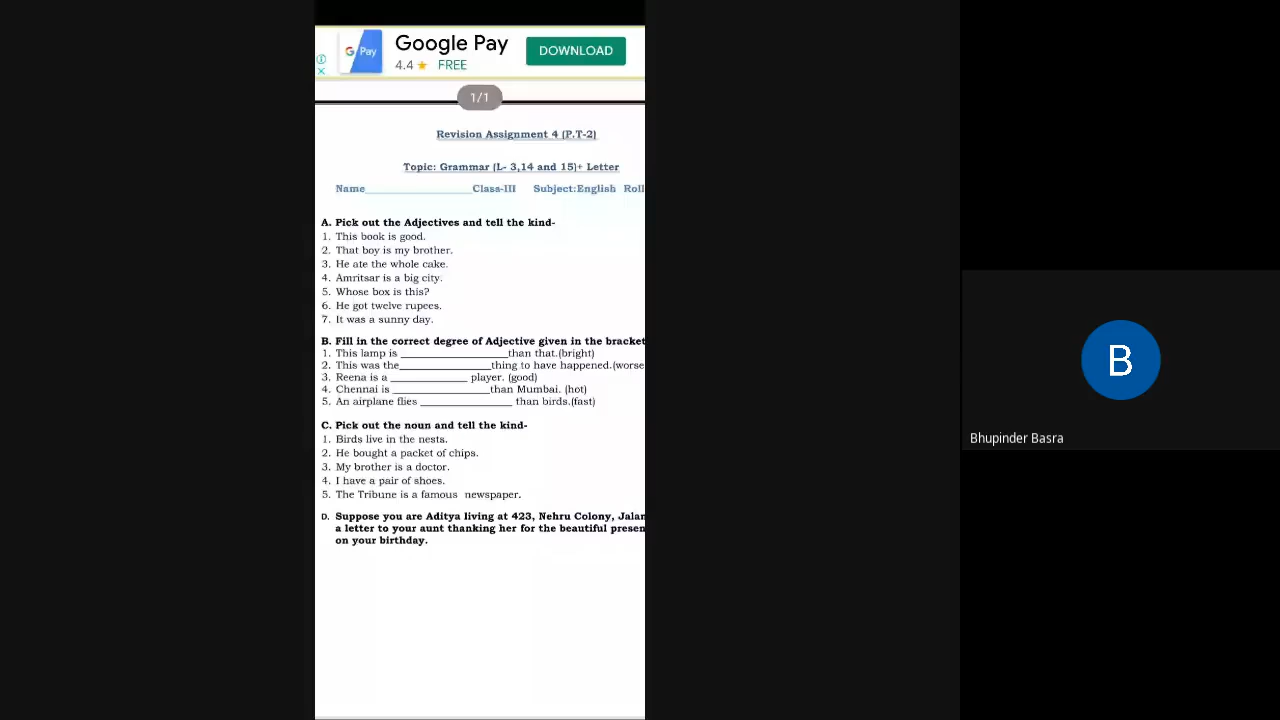 Google Pay
G Pay
4.4 ★ FREE
DOWNLOAD
1/1
Revision Assignment 4 (P.T-2)
Topic: Grammar (L- 3,14 and 15)+ Letter
Name___________________Class-III Subject:English Roll
A. Pick out the Adjectives and tell the kind-
1. This book is good.
2. That boy is my brother.
3. He ate the whole cake.
4. Amritsar is a big city.
5. Whose box is this?
6. He got twelve rupees.
7. It was a sunny day.
B. Fill in the correct degree of Adjective given in the bracket
1. This lamp is ___________________than that.(bright)
2. This was the________________thing to have happened.(worse
3. Reena is a ______________ player. (good)
4. Chennai is _________________than Mumbai. (hot)
5. An airplane flies ________________ than birds.(fast)
C. Pick out the noun and tell the kind-
1. Birds live in the nests.
2. He bought a packet of chips.
3. My brother is a doctor.
4. I have a pair of shoes.
5. The Tribune is a famous newspaper.
D. Suppose you are Aditya living at 423, Nehru Colony, Jalan
a letter to your aunt thanking her for the beautiful presen
on your birthday.
B
Bhupinder Basra